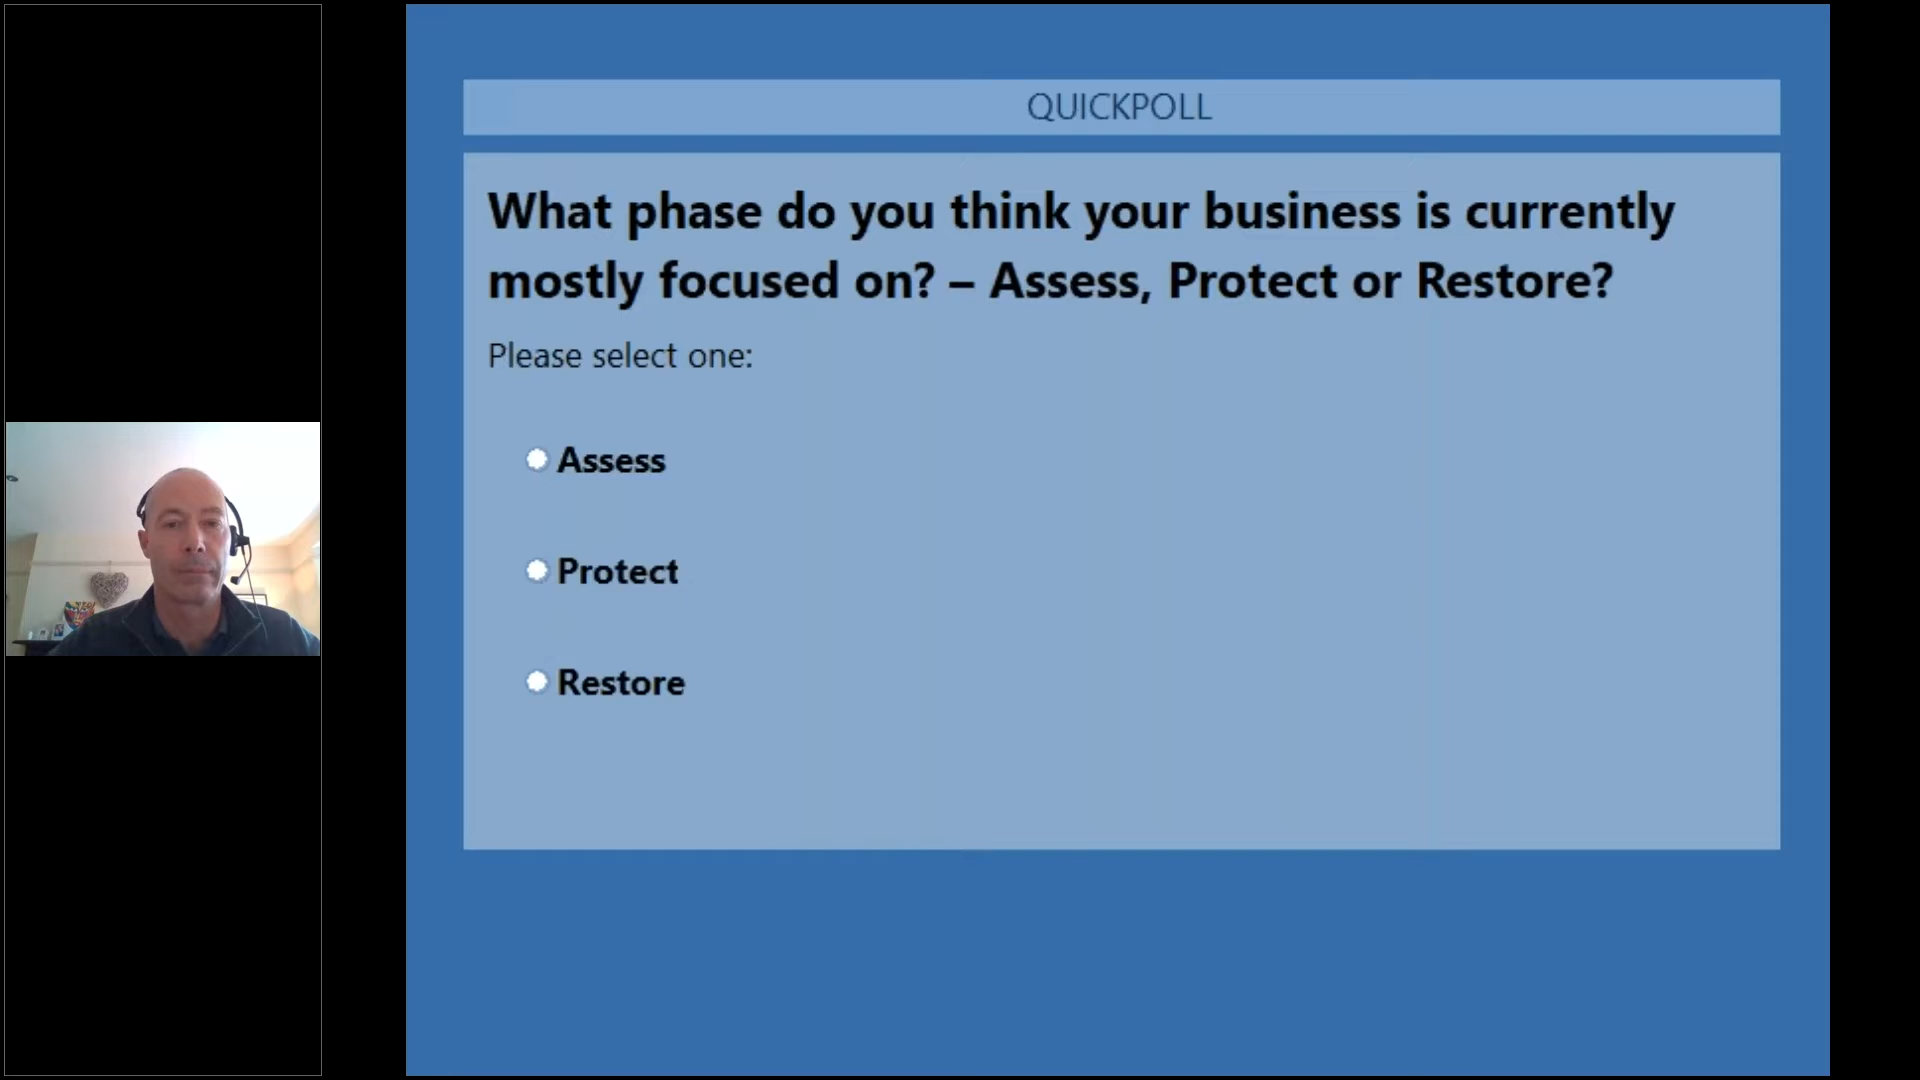 QUICKPOLL
What phase do you think your business is currently
mostly focused on? – Assess, Protect or Restore?
Please select one:
Assess
Protect
Restore